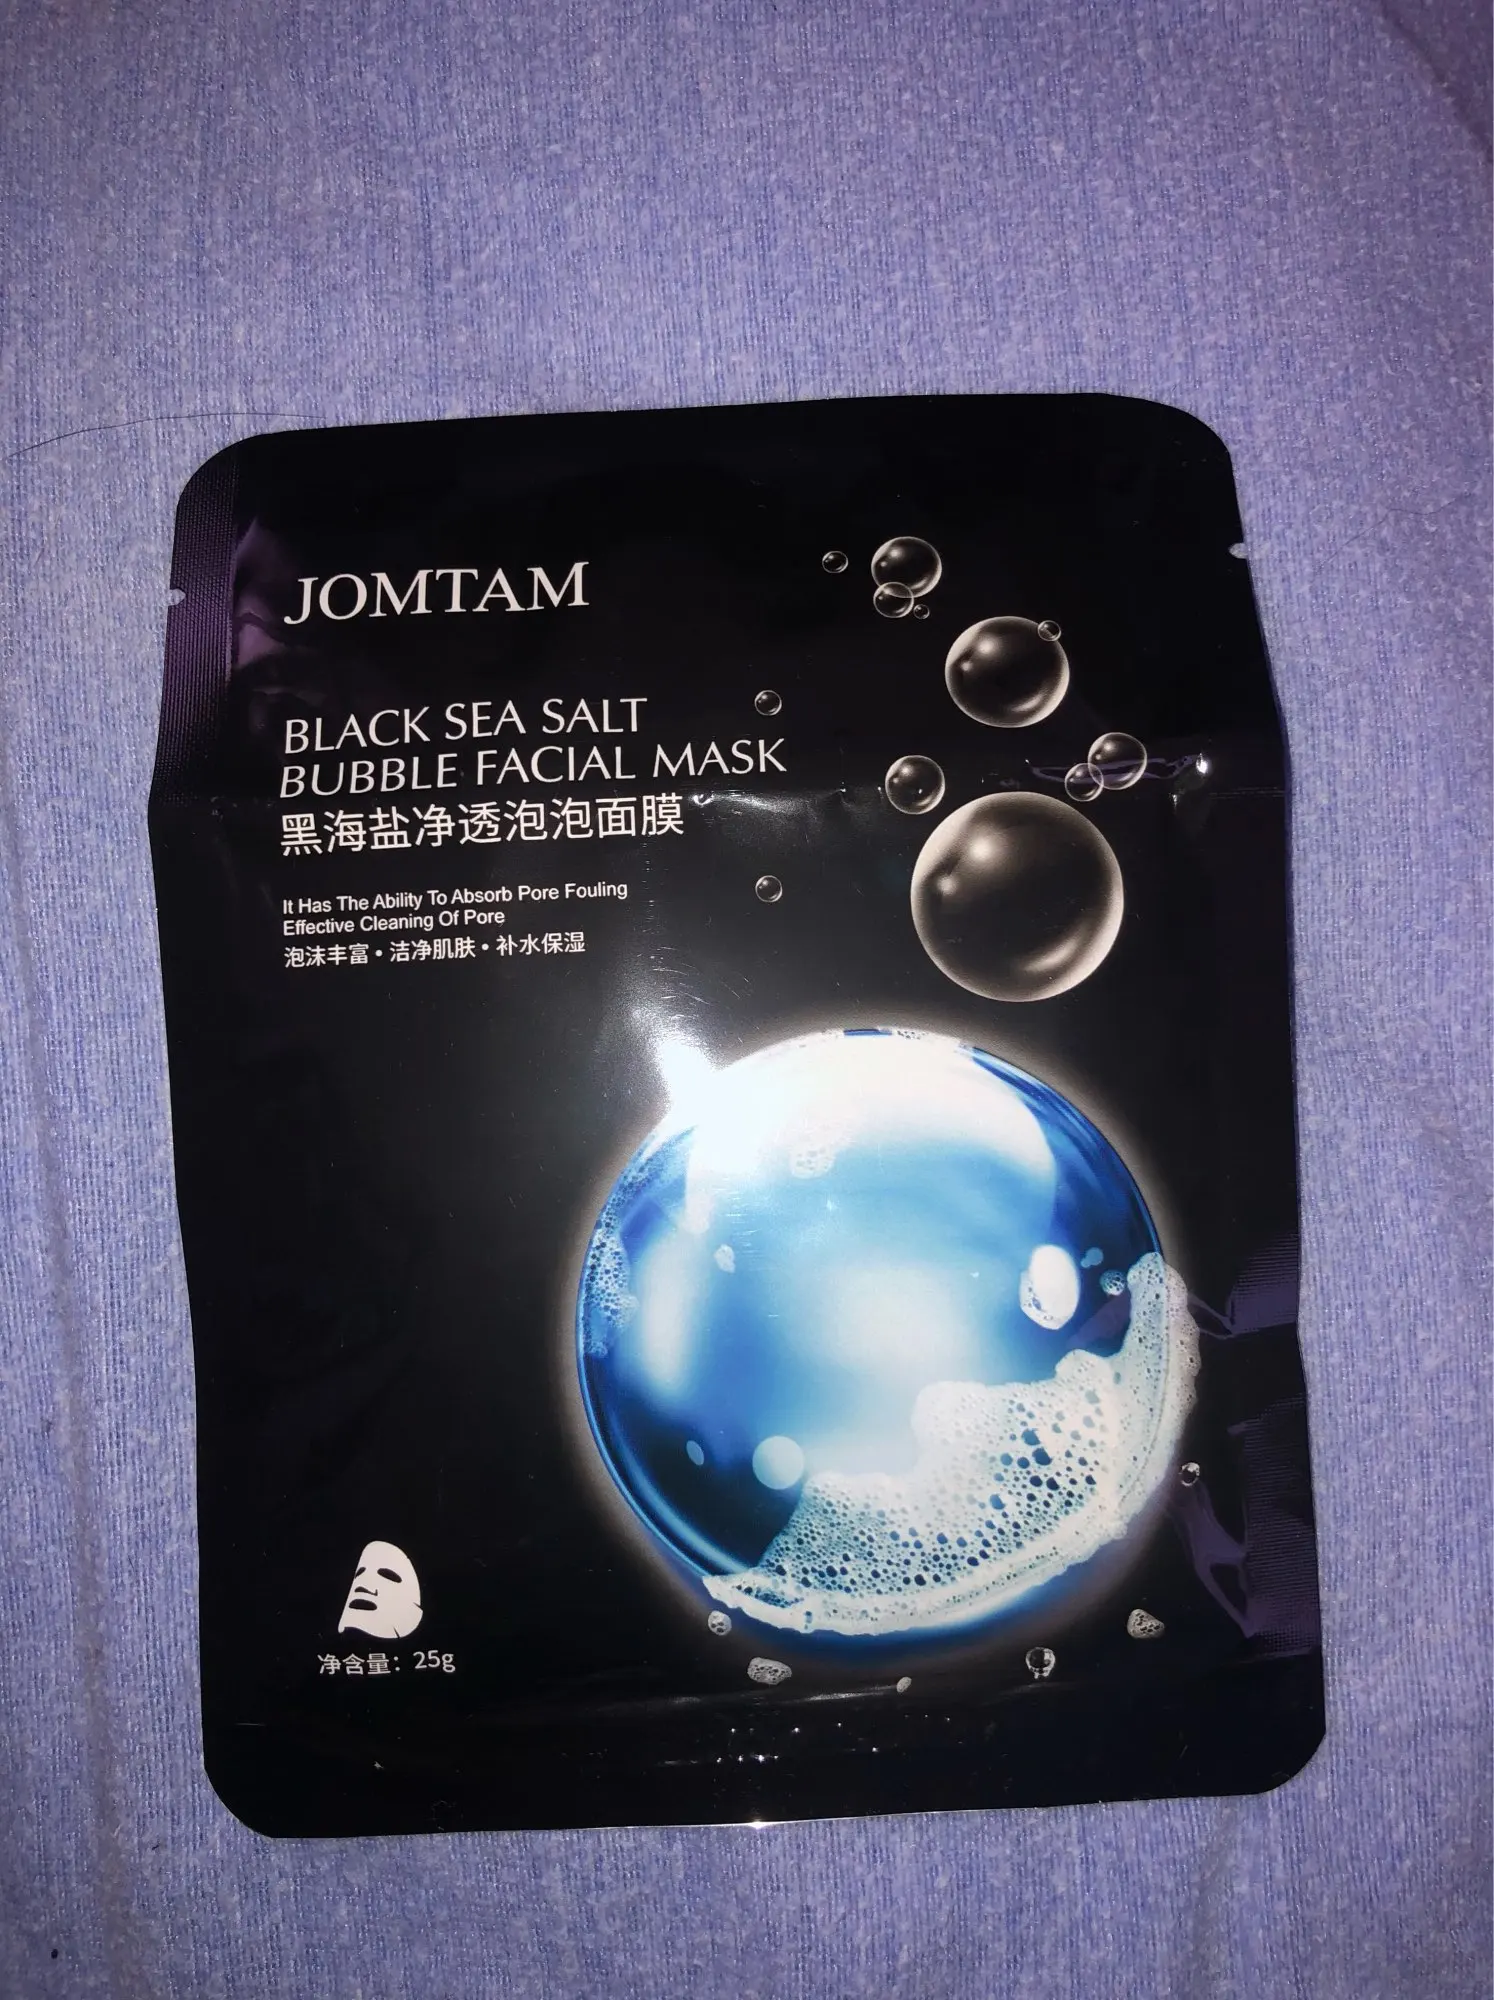 JOMTAM
BLACK SEA SALT
BUBBLE FACIAL MASK
黑海盐净透泡泡面膜
It Has The Ability To Absorb Pore Fouling
Effective Cleaning Of Pore
泡沫丰富•洁净肌肤•补水保湿
净含量：25g